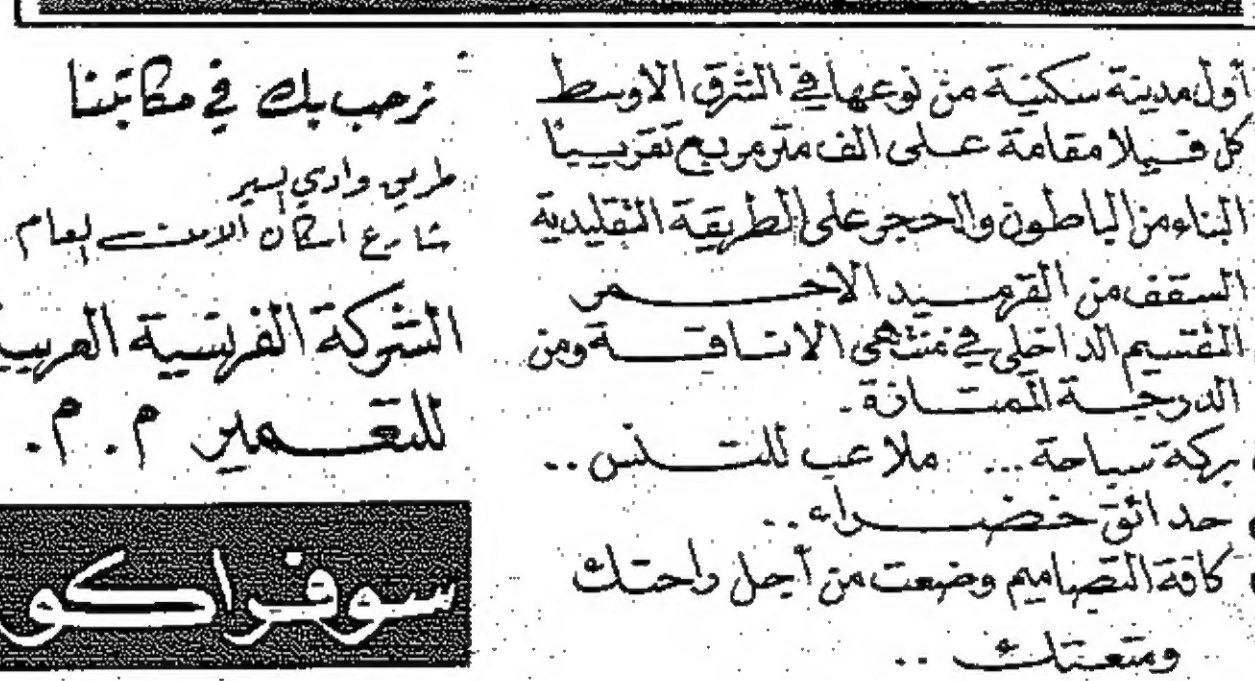 أول مدينة سكنية من نوعها في الشرق الاوسط
كل فيلا مقامة على الف متر مربع تقريبا
البناء من الباطون والحجر على الطريقة التقليدية
السقف من القرميد الاحمر
التقسيم الداخلي في منتهى الاناقة ومن
الدرجة الممتازة.
بركة سباحة... ملاعب للتنس..
حدائق خضراء..
كافة التصاميم وضعت من أجل راحتك
ومتعتك..
نرحب بك في مكاتبنا
طريق وادي السير
شارع اسكان الامن العام
الشركة الفرنسية العربية
للتعمير م.م.
سوفراكو